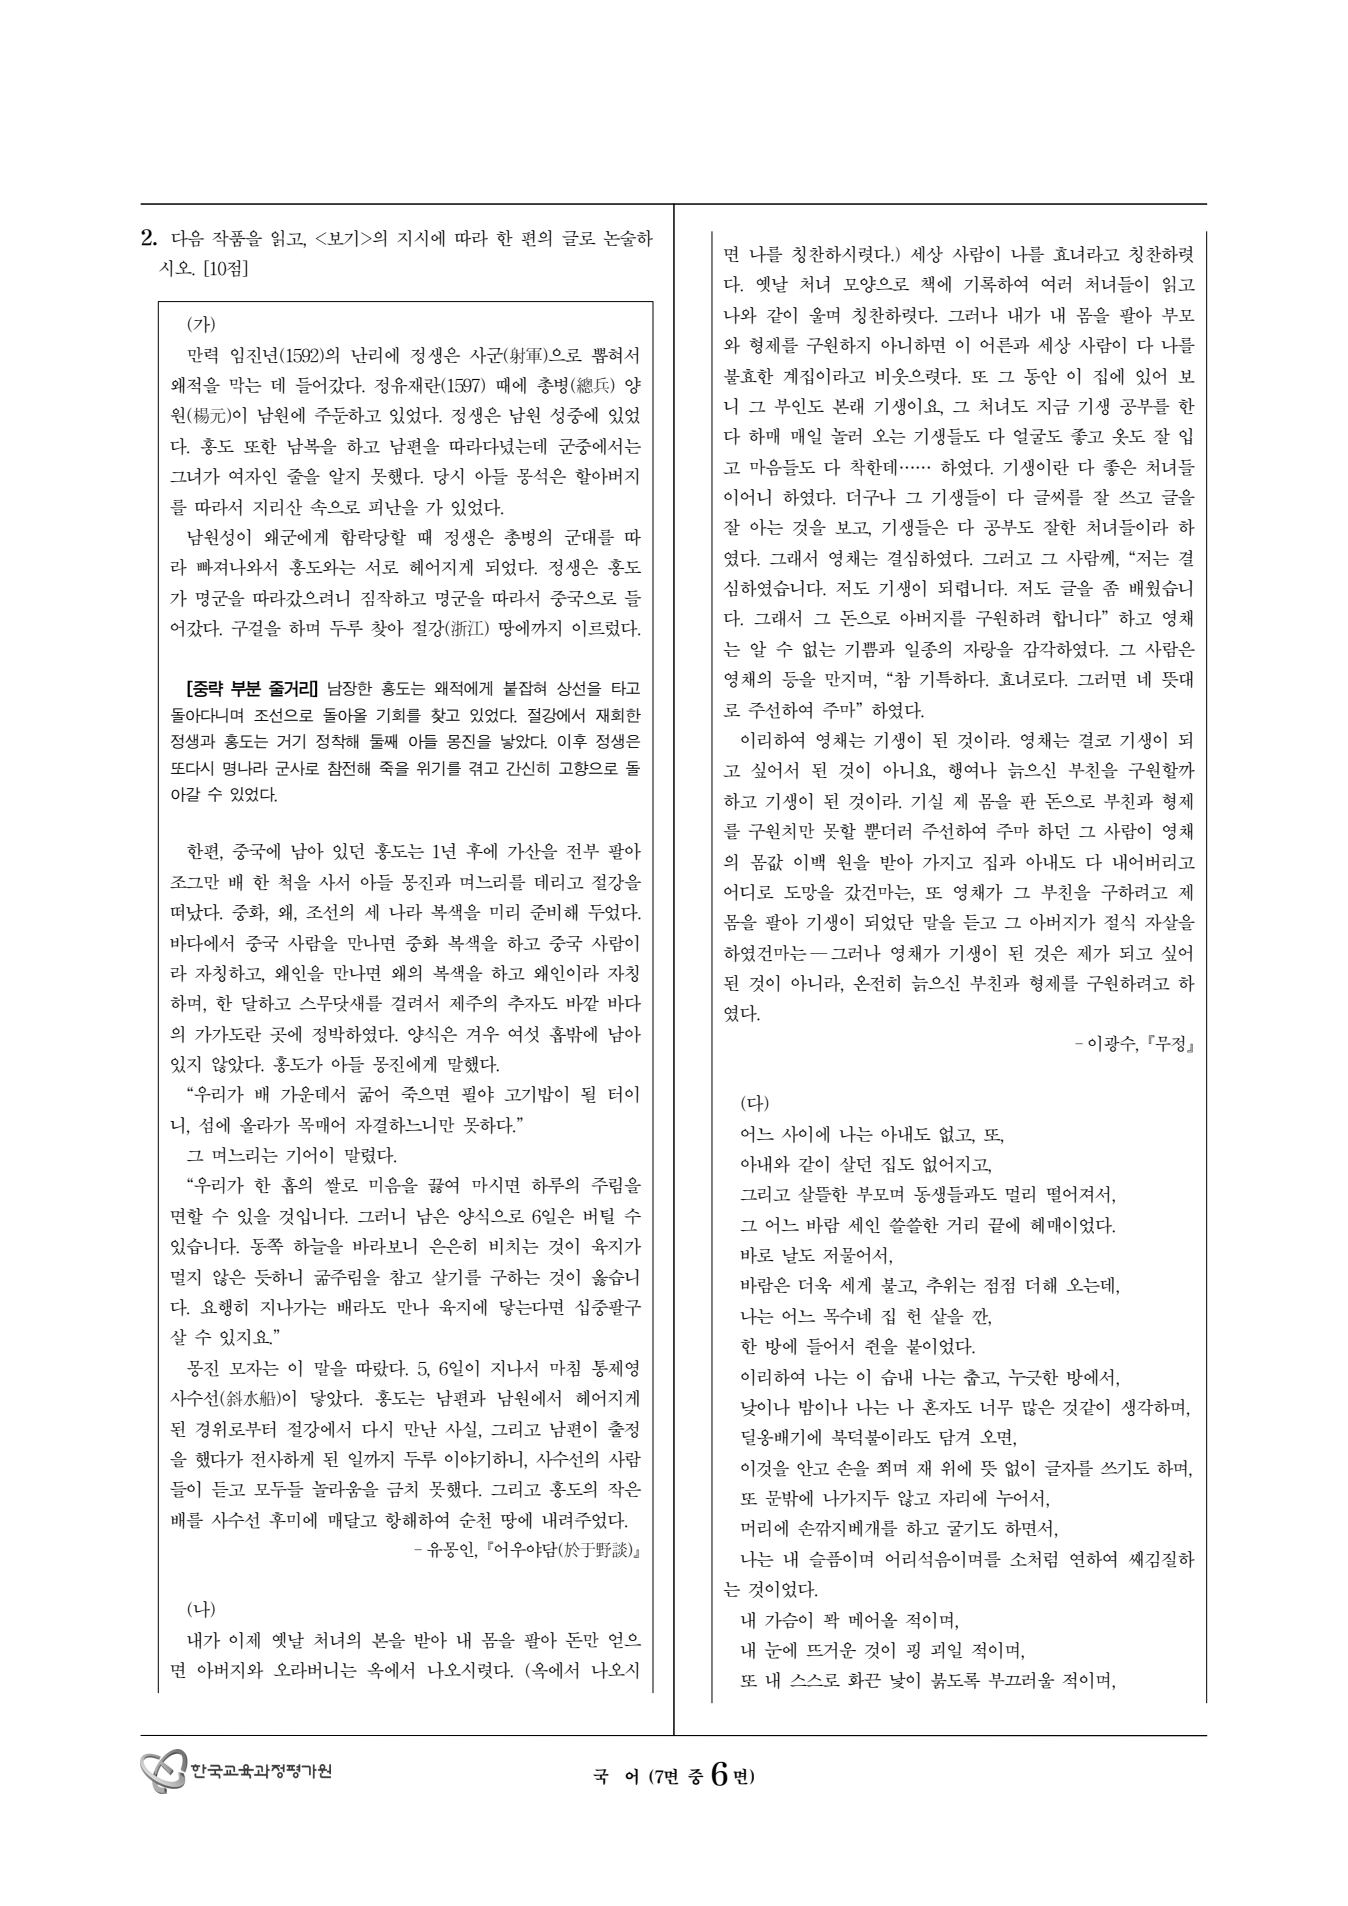 2. 다음 작품을 읽고, <보기>의 지시에 따라 한 편의 글로 논술하
시오. [10점]
(가)
만력 임진년(1592)의 난리에 정생은 사군(射軍)으로 뽑혀서
왜적을 막는 데 들어갔다. 정유재란(1597) 때에 총병(總兵) 양
원(楊元)이 남원에 주둔하고 있었다. 정생은 남원 성중에 있었
다. 홍도 또한 남복을 하고 남편을 따라다녔는데 군중에서는
그녀가 여자인 줄을 알지 못했다. 당시 아들 몽석은 할아버지
를 따라서 지리산 속으로 피난을 가 있었다.
남원성이 왜군에게 함락당할 때 정생은 총병의 군대를 따
라 빠져나와서 홍도와는 서로 헤어지게 되었다. 정생은 홍도
가 명군을 따라갔으려니 짐작하고 명군을 따라서 중국으로 들
어갔다. 구걸을 하며 두루 찾아 절강(浙江) 땅에까지 이르렀다.
[중략 부분 줄거리] 남장한 홍도는 왜적에게 붙잡혀 상선을 타고
돌아다니며 조선으로 돌아올 기회를 찾고 있었다. 절강에서 재회한
정생과 홍도는 거기 정착해 둘째 아들 몽진을 낳았다. 이후 정생은
또다시 명나라 군사로 참전해 죽을 위기를 겪고 간신히 고향으로 돌
아갈 수 있었다.
한편, 중국에 남아 있던 홍도는 1년 후에 가산을 전부 팔아
조그만 배 한 척을 사서 아들 몽진과 며느리를 데리고 절강을
떠났다. 중화, 왜, 조선의 세 나라 복색을 미리 준비해 두었다.
바다에서 중국 사람을 만나면 중화 복색을 하고 중국 사람이
라 자칭하고, 왜인을 만나면 왜의 복색을 하고 왜인이라 자칭
하며, 한 달하고 스무닷새를 걸려서 제주의 추자도 바깥 바다
의 가가도란 곳에 정박하였다. 양식은 겨우 여섯 홉밖에 남아
있지 않았다. 홍도가 아들 몽진에게 말했다.
“우리가 배 가운데서 굶어 죽으면 필야 고기밥이 될 터이
니, 섬에 올라가 목매어 자결하느니만 못하다.”
그 며느리는 기어이 말렸다.
“우리가 한 홉의 쌀로 미음을 끓여 마시면 하루의 주림을
면할 수 있을 것입니다. 그러니 남은 양식으로 6일은 버틸 수
있습니다. 동쪽 하늘을 바라보니 은은히 비치는 것이 육지가
멀지 않은 듯하니 굶주림을 참고 살기를 구하는 것이 옳습니
다. 요행히 지나가는 배라도 만나 육지에 닿는다면 십중팔구
살 수 있지요.”
몽진 모자는 이 말을 따랐다. 5, 6일이 지나서 마침 통제영
사수선(斜水船)이 닿았다. 홍도는 남편과 남원에서 헤어지게
된 경위로부터 절강에서 다시 만난 사실, 그리고 남편이 출정
을 했다가 전사하게 된 일까지 두루 이야기하니, 사수선의 사람
들이 듣고 모두들 놀라움을 금치 못했다. 그리고 홍도의 작은
배를 사수선 후미에 매달고 항해하여 순천 땅에 내려주었다.
- 유몽인, 『어우야담(於于野談)』
(나)
내가 이제 옛날 처녀의 본을 받아 내 몸을 팔아 돈만 얻으
면 아버지와 오라버니는 옥에서 나오시렷다. (옥에서 나오시
면 나를 칭찬하시렷다.) 세상 사람이 나를 효녀라고 칭찬하렷
다. 옛날 처녀 모양으로 책에 기록하여 여러 처녀들이 읽고
나와 같이 울며 칭찬하렷다. 그러나 내가 내 몸을 팔아 부모
와 형제를 구원하지 아니하면 이 어른과 세상 사람이 다 나를
불효한 계집이라고 비웃으렷다. 또 그 동안 이 집에 있어 보
니 그 부인도 본래 기생이요, 그 처녀도 지금 기생 공부를 한
다 하매 매일 놀러 오는 기생들도 다 얼굴도 좋고 옷도 잘 입
고 마음들도 다 착한데…… 하였다. 기생이란 다 좋은 처녀들
이어니 하였다. 더구나 그 기생들이 다 글씨를 잘 쓰고 글을
잘 아는 것을 보고, 기생들은 다 공부도 잘한 처녀들이라 하
였다. 그래서 영채는 결심하였다. 그러고 그 사람께, “저는 결
심하였습니다. 저도 기생이 되렵니다. 저도 글을 좀 배웠습니
다. 그래서 그 돈으로 아버지를 구원하려 합니다” 하고 영채
는 알 수 없는 기쁨과 일종의 자랑을 감각하였다. 그 사람은
영채의 등을 만지며, “참 기특하다. 효녀로다. 그러면 네 뜻대
로 주선하여 주마” 하였다.
이리하여 영채는 기생이 된 것이라. 영채는 결코 기생이 되
고 싶어서 된 것이 아니요, 행여나 늙으신 부친을 구원할까
하고 기생이 된 것이라. 기실 제 몸을 판 돈으로 부친과 형제
를 구원치만 못할 뿐더러 주선하여 주마 하던 그 사람이 영채
의 몸값 이백 원을 받아 가지고 집과 아내도 다 내어버리고
어디로 도망을 갔건마는, 또 영채가 그 부친을 구하려고 제
몸을 팔아 기생이 되었단 말을 듣고 그 아버지가 절식 자살을
하였건마는 ― 그러나 영채가 기생이 된 것은 제가 되고 싶어
된 것이 아니라, 온전히 늙으신 부친과 형제를 구원하려고 하
였다.
- 이광수, 『무정』
(다)
어느 사이에 나는 아내도 없고, 또,
아내와 같이 살던 집도 없어지고,
그리고 살뜰한 부모며 동생들과도 멀리 떨어져서,
그 어느 바람 세인 쓸쓸한 거리 끝에 헤매이었다.
바로 날도 저물어서,
바람은 더욱 세게 불고, 추위는 점점 더해 오는데,
나는 어느 목수네 집 헌 삿을 깐,
한 방에 들어서 쥔을 붙이었다.
이리하여 나는 이 습내 나는 춥고, 누긋한 방에서,
낮이나 밤이나 나는 나 혼자도 너무 많은 것같이 생각하며,
딜옹배기에 북덕불이라도 담겨 오면,
이것을 안고 손을 쬐며 재 위에 뜻 없이 글자를 쓰기도 하며,
또 문밖에 나가지두 않고 자리에 누어서,
머리에 손깍지베개를 하고 굴기도 하면서,
나는 내 슬픔이며 어리석음이며를 소처럼 연하여 쌔김질하
는 것이었다.
내 가슴이 꽉 메어올 적이며,
내 눈에 뜨거운 것이 핑 괴일 적이며,
또 내 스스로 화끈 낯이 붉도록 부끄러울 적이며,
한국교육과정평가원
국 어 (7면 중 6면)